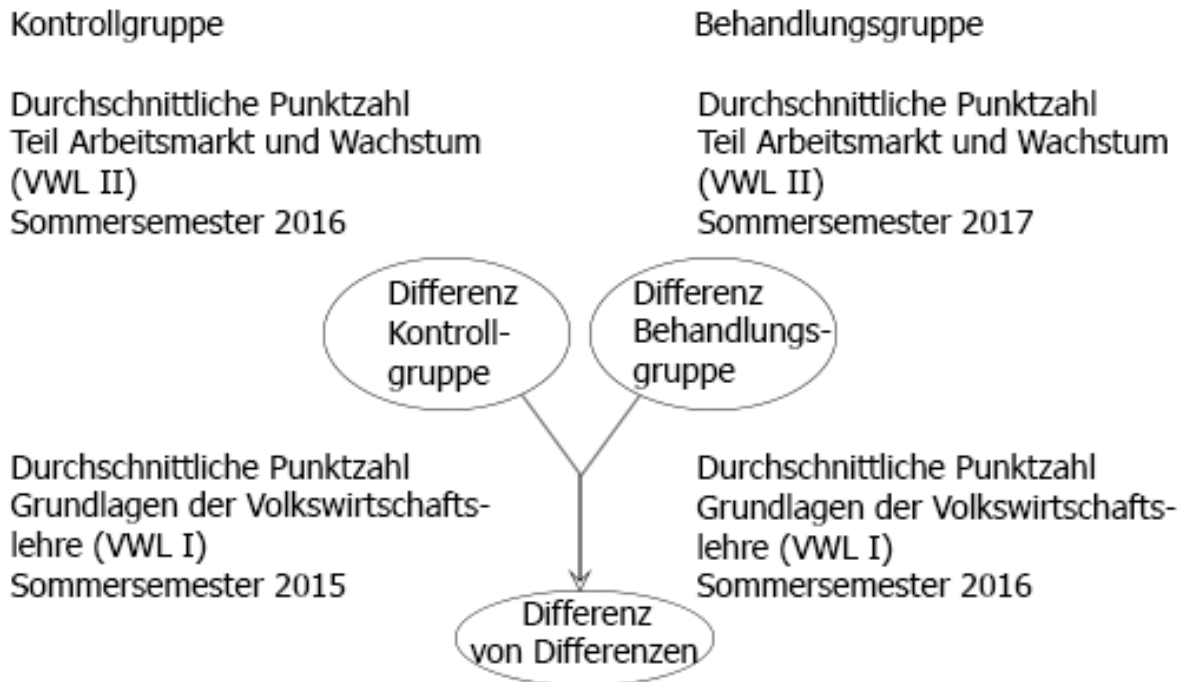 Kontrollgruppe
Behandlungsgruppe
Durchschnittliche Punktzahl
Teil Arbeitsmarkt und Wachstum
(VWL II)
Sommersemester 2016
Durchschnittliche Punktzahl
Teil Arbeitsmarkt und Wachstum
(VWL II)
Sommersemester 2017
Differenz
Kontroll-
gruppe
Differenz
Behandlungs-
gruppe
Durchschnittliche Punktzahl
Grundlagen der Volkswirtschafts-
lehre (VWL I)
Sommersemester 2015
Durchschnittliche Punktzahl
Grundlagen der Volkswirtschafts-
lehre (VWL I)
Sommersemester 2016
Differenz
von Differenzen